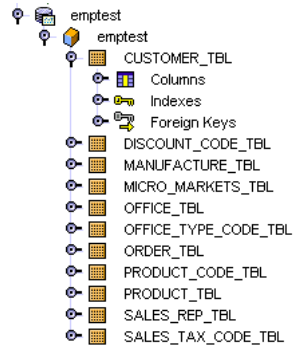 emptest
emptest
CUSTOMER_TBL
Columns
Indexes
Foreign Keys
DISCOUNT_CODE_TBL
MANUFACTURE_TBL
MICRO_MARKETS_TBL
OFFICE_TBL
OFFICE_TYPE_CODE_TBL
ORDER_TBL
PRODUCT_CODE_TBL
PRODUCT_TBL
SALES_REP_TBL
SALES_TAX_CODE_TBL